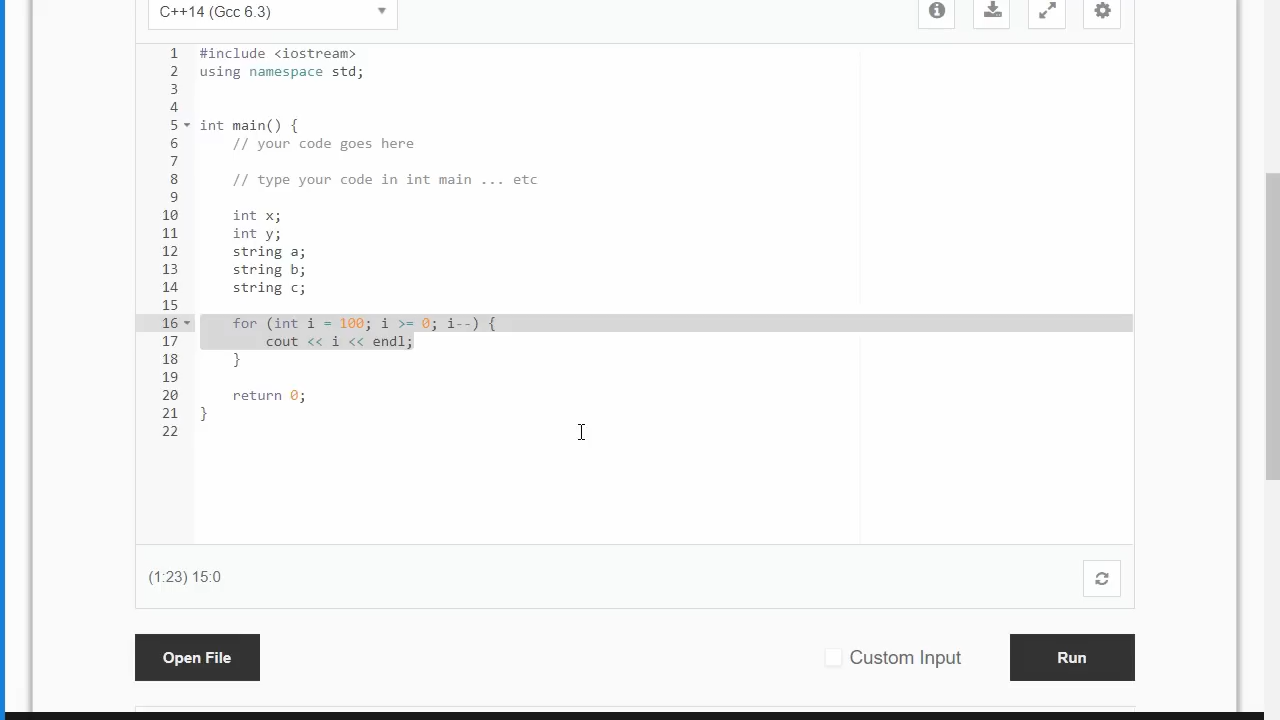 C++14 (Gcc 6.3)
1 #include <iostream>
2 using namespace std;
3
4
5 int main() {
6 // your code goes here
7
8 // type your code in int main ... etc
9
10 int x;
11 int y;
12 string a;
13 string b;
14 string c;
15
16 for (int i = 100; i >= 0; i--) {
17 cout << i << endl;
18 }
19
20 return 0;
21 }
22
(1:23) 15:0
Open File
Custom Input
Run